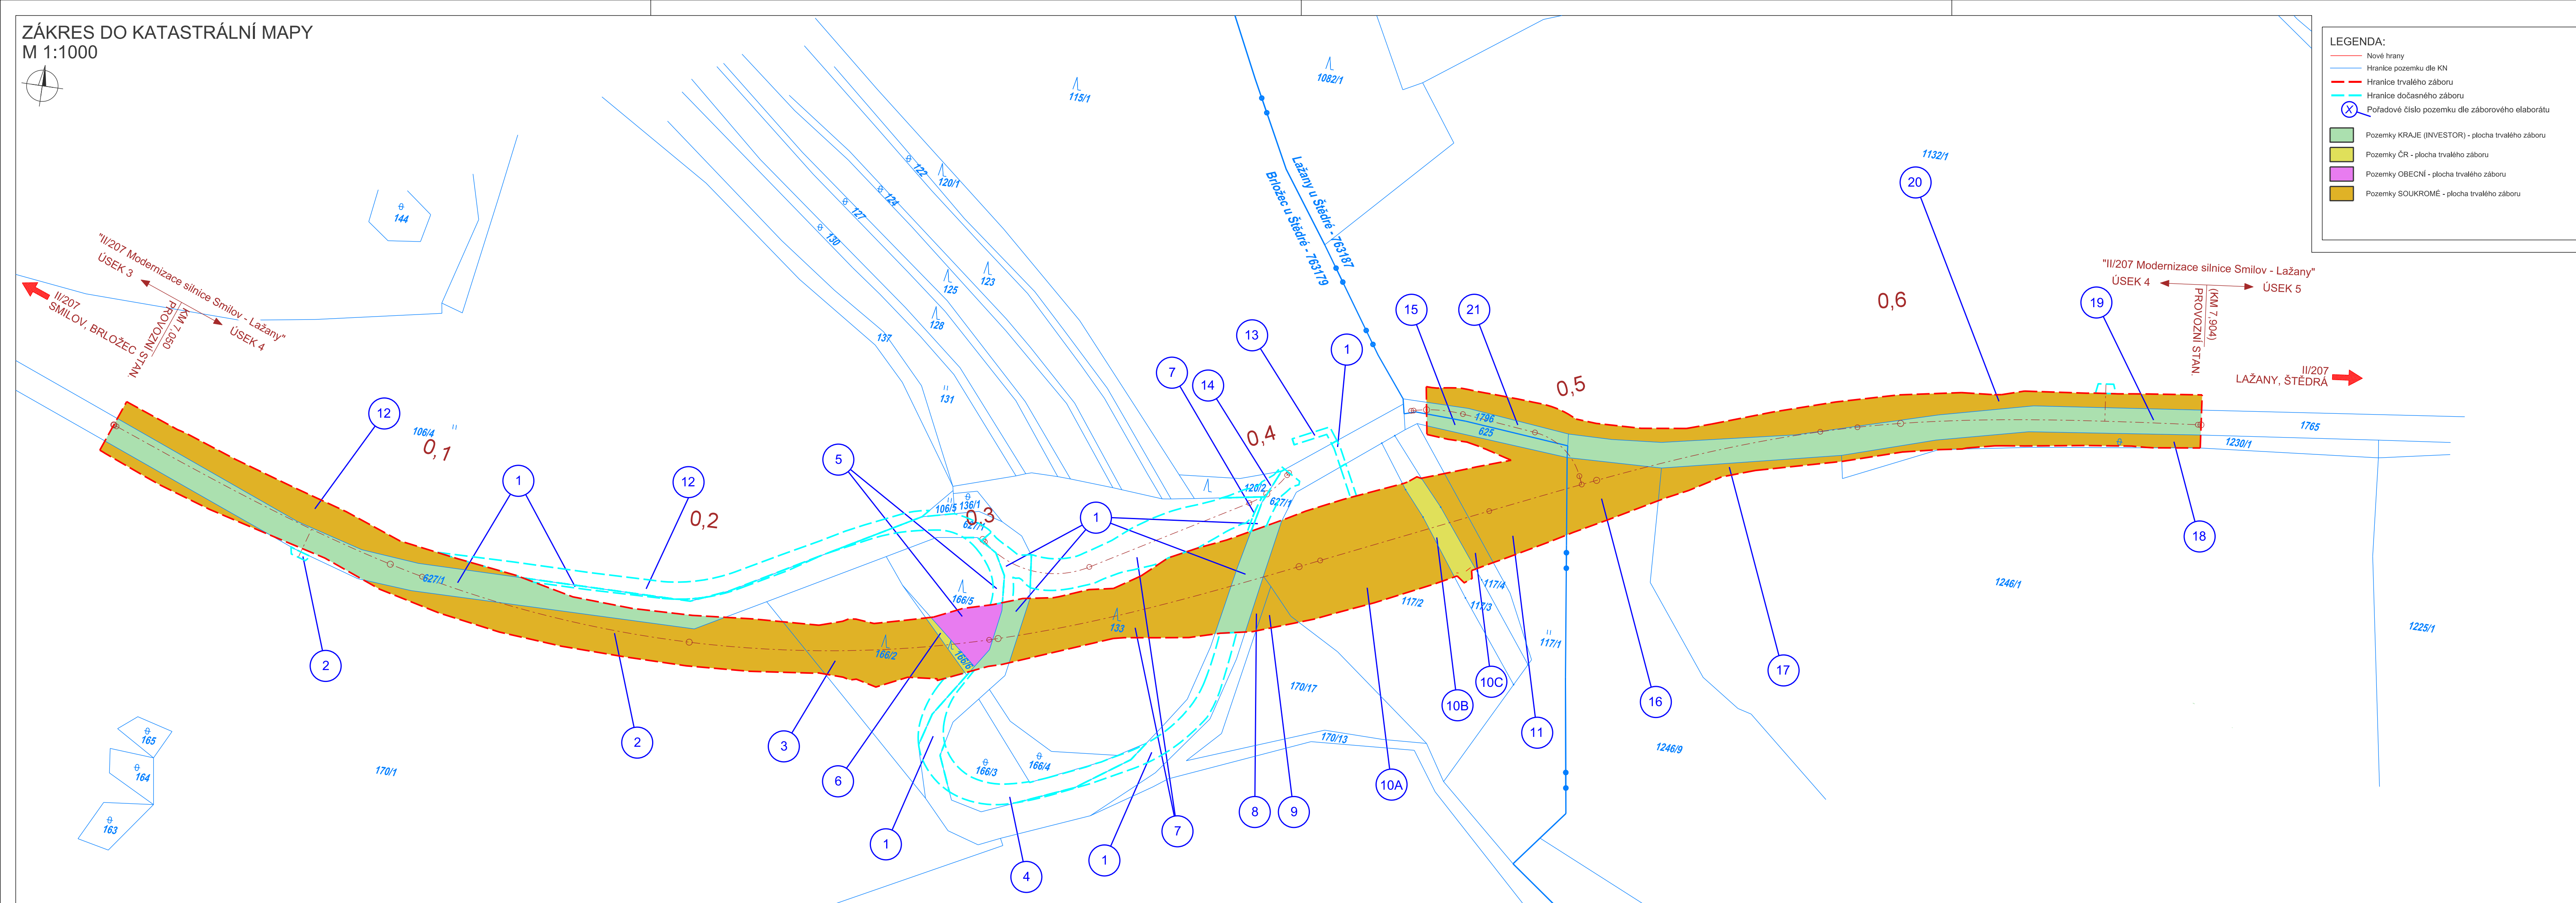 ZÁKRES DO KATASTRÁLNÍ MAPY
M 1:1000
LEGENDA:
Nové hrany
Hranice pozemku dle KN
Hranice trvalého záboru
Hranice dočasného záboru
X
Pořadové číslo pozemku dle záborového elaborátu
Pozemky KRAJE (INVESTOR) - plocha trvalého záboru
Pozemky ČR - plocha trvalého záboru
Pozemky OBECNÍ - plocha trvalého záboru
Pozemky SOUKROMÉ - plocha trvalého záboru
115/1
1082/1
1132/1
Lažany u Štědré - 763187
Brložec u Štědré - 763179
122
120/1
124
127
130
123
125
128
137
131
144
"II/207 Modernizace silnice Smilov - Lažany"
ÚSEK 3
ÚSEK 4
KM 7,050
PROVOZNÍ STAN.
II/207
SMILOV, BRLOŽEC
"II/207 Modernizace silnice Smilov - Lažany"
ÚSEK 4
ÚSEK 5
(KM 7,904)
PROVOZNÍ STAN.
II/207
LAŽANY, ŠTĚDRÁ
20
19
15
21
13
1
7
14
12
5
1
12
1
0,1
0,2
0,3
0,4
0,5
0,6
106/4
106/5
136/1
627/1
120/2
627/1
1796
625
1765
1230/1
627/1
166/5
166/2
166/6
133
117/2
117/4
117/3
117/1
1246/1
1225/1
1246/9
170/17
170/13
166/3
166/4
170/1
165
164
163
2
2
3
6
1
4
1
7
8
9
10A
10B
10C
11
16
17
18